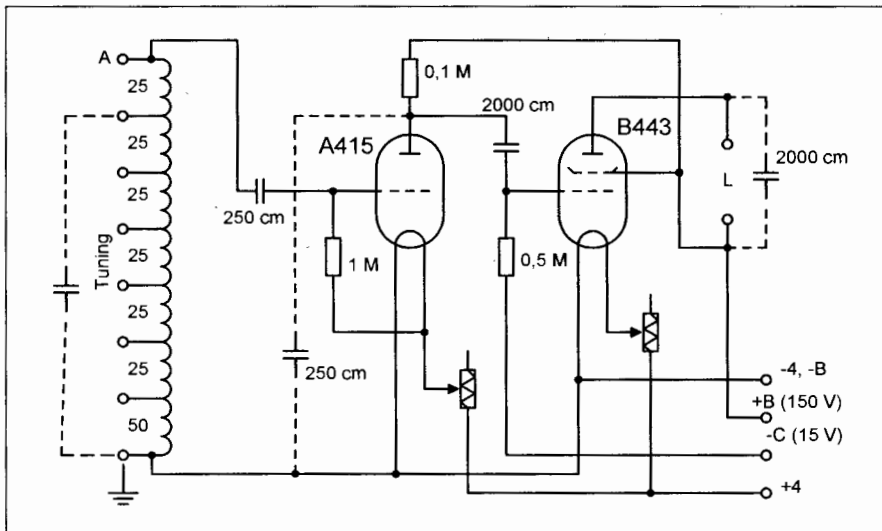 A
25
25
25
25
25
25
50
Tuning
250 cm
0,1 M
A415
1 M
250 cm
2000 cm
B443
0,5 M
L
2000 cm
-4, -B
+B (150 V)
-C (15 V)
+4